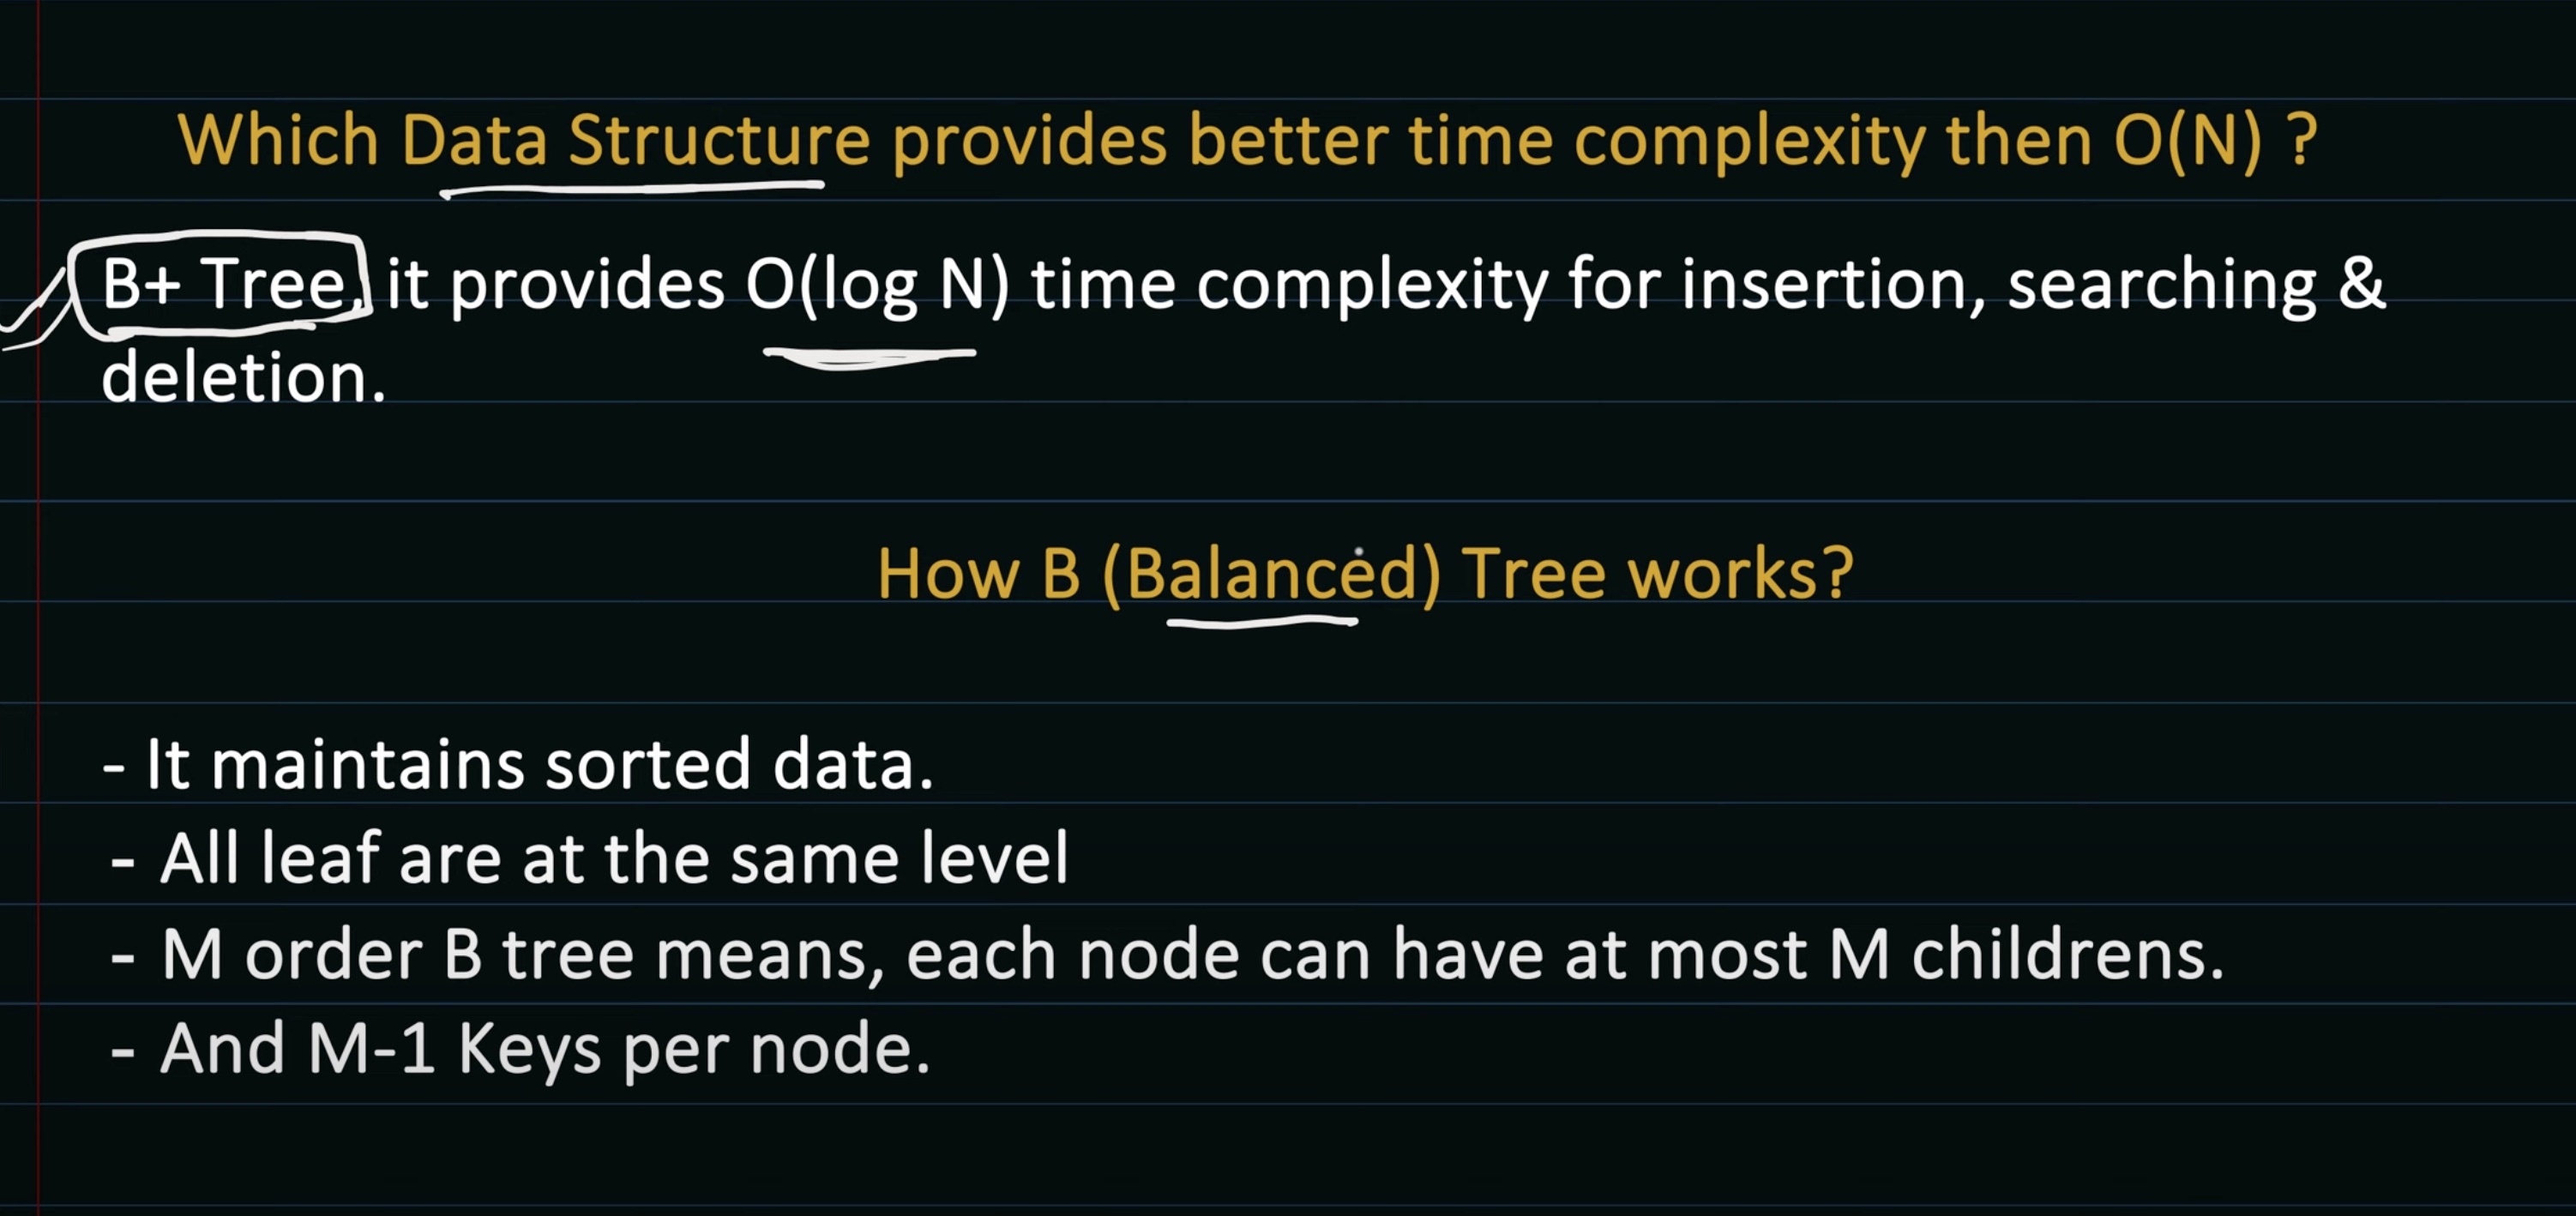 Which Data Structure provides better time complexity then O(N) ?
B+ Tree, it provides O(log N) time complexity for insertion, searching &
deletion.
How B (Balanced) Tree works?
- It maintains sorted data.
- All leaf are at the same level
- M order B tree means, each node can have at most M childrens.
- And M-1 Keys per node.